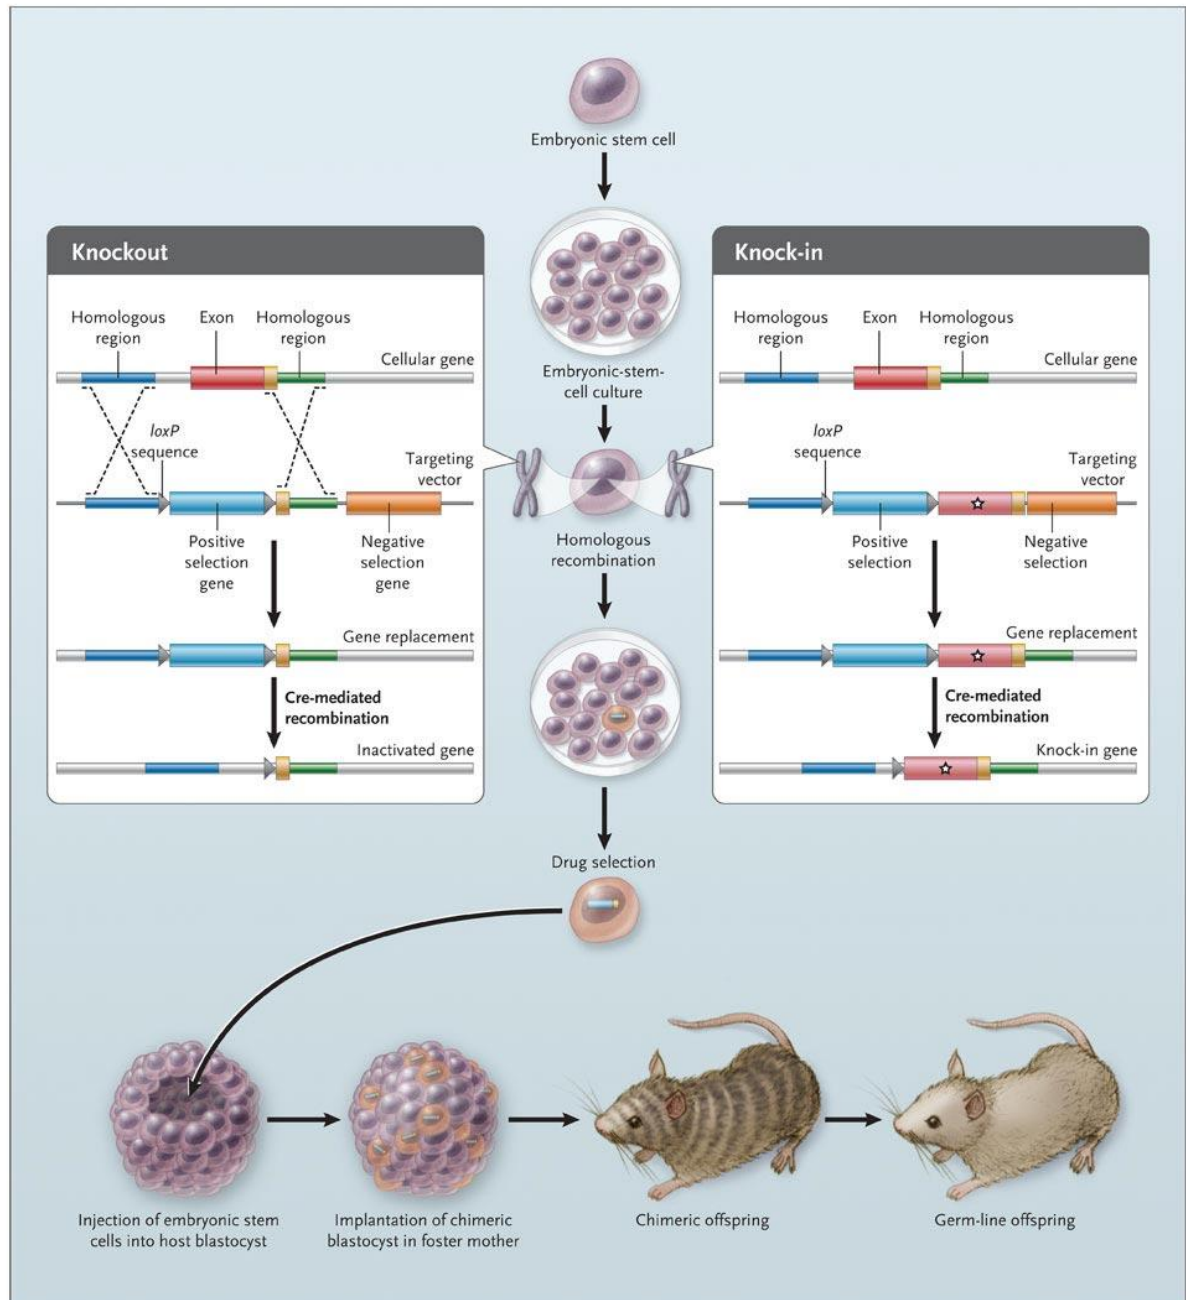 Embryonic stem cell
Embryonic-stem-
cell culture
Homologous
recombination
Drug selection
Knockout
Homologous
region
Exon
Homologous
region
Cellular gene
loxP
sequence
Targeting
vector
Positive
selection
gene
Negative
selection
gene
Gene replacement
Cre-mediated
recombination
Inactivated gene
Knock-in
Homologous
region
Exon
Homologous
region
Cellular gene
loxP
sequence
Targeting
vector
Positive
selection
Negative
selection
Gene replacement
Cre-mediated
recombination
Knock-in gene
Injection of embryonic stem
cells into host blastocyst
Implantation of chimeric
blastocyst in foster mother
Chimeric offspring
Germ-line offspring